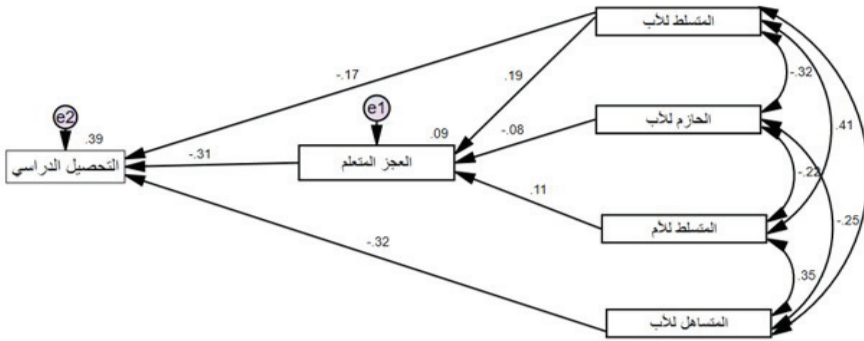 المتسلط للأب
-.17
-.32
.19
e1
e2
.41
.39
.09
-.08
الحازم للأب
التحصيل الدراسي
-.31
العجز المتعلم
.11
-.22
المتسلط للأم
-.25
-.32
.35
المتساهل للأب